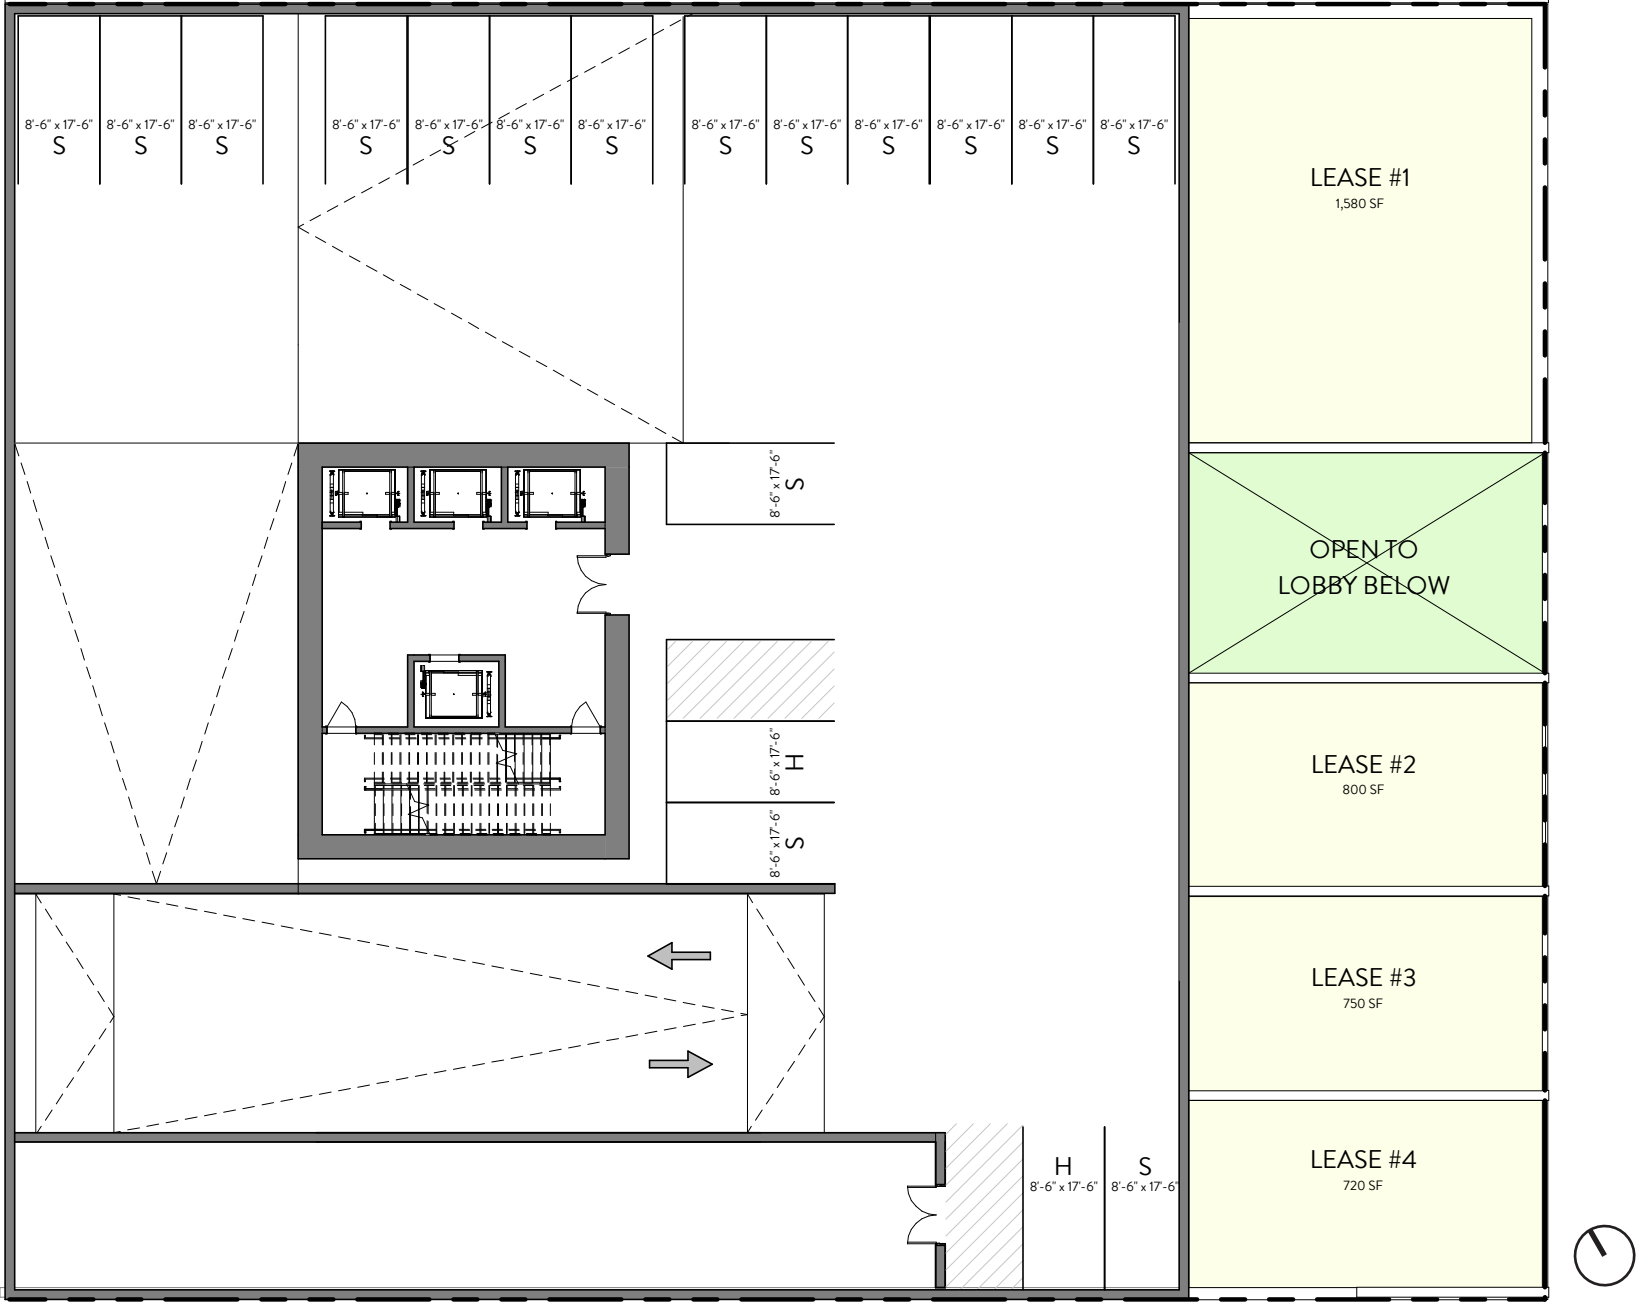 8'-6" x 17'-6" 8'-6" x 17'-6" 8'-6" x 17'-6" 8'-6" x 17'-6" 8'-6" x 17'-6" 8'-6" x 17'-6" 8'-6" x 17'-6" 8'-6" x 17'-6" 8'-6" x 17'-6" 8'-6" x 17'-6" 8'-6" x 17'-6" 8'-6" x 17'-6" 8'-6" x 17'-6"
S S S S S S S S S S S S S
LEASE #1
1,580 SF
8'-6" x 17'-6"
S
OPEN TO
LOBBY BELOW
8'-6" x 17'-6"
H
LEASE #2
800 SF
8'-6" x 17'-6"
S
LEASE #3
750 SF
H S
8'-6" x 17'-6" 8'-6" x 17'-6"
LEASE #4
720 SF